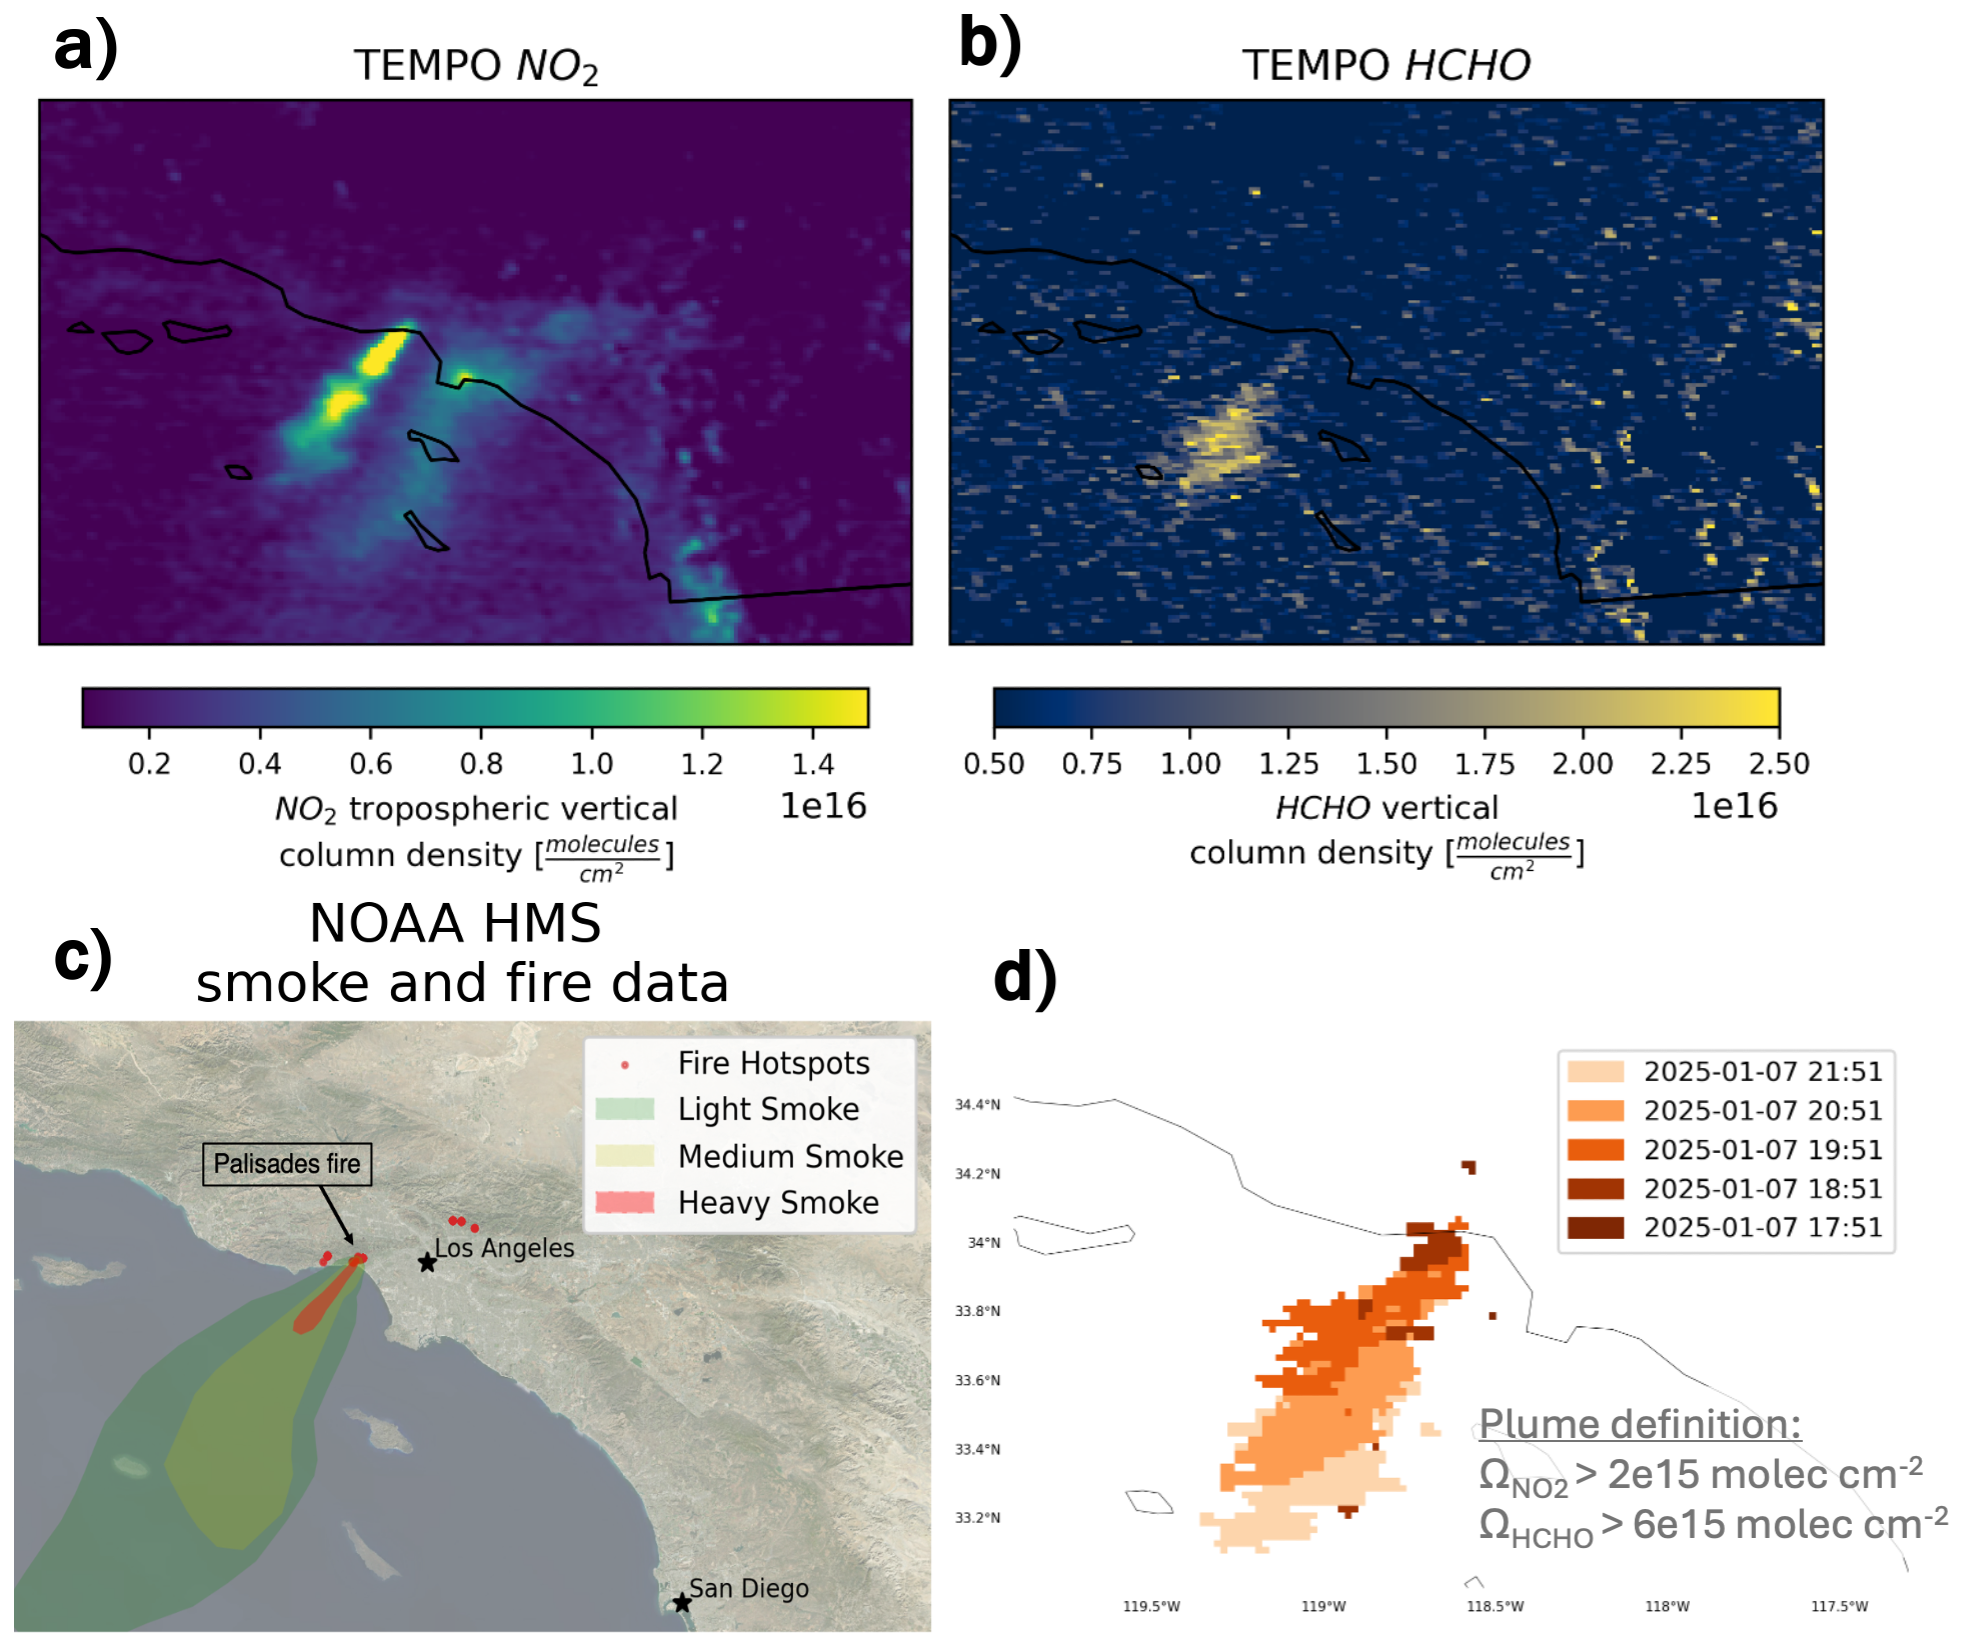 a)
TEMPO NO2
0.2 0.4 0.6 0.8 1.0 1.2 1.4
1e16
NO2 tropospheric vertical
column density [molecules/cm2]
b)
TEMPO HCHO
0.50 0.75 1.00 1.25 1.50 1.75 2.00 2.25 2.50
1e16
HCHO vertical
column density [molecules/cm2]
c)
NOAA HMS
smoke and fire data
Fire Hotspots
Light Smoke
Medium Smoke
Heavy Smoke
Palisades fire
Los Angeles
San Diego
d)
2025-01-07 21:51
2025-01-07 20:51
2025-01-07 19:51
2025-01-07 18:51
2025-01-07 17:51
34.4°N
34.2°N
34°N
33.8°N
33.6°N
33.4°N
33.2°N
Plume definition:
ΩNO2 > 2e15 molec cm-2
ΩHCHO > 6e15 molec cm-2
119.5°W 119°W 118.5°W 118°W 117.5°W